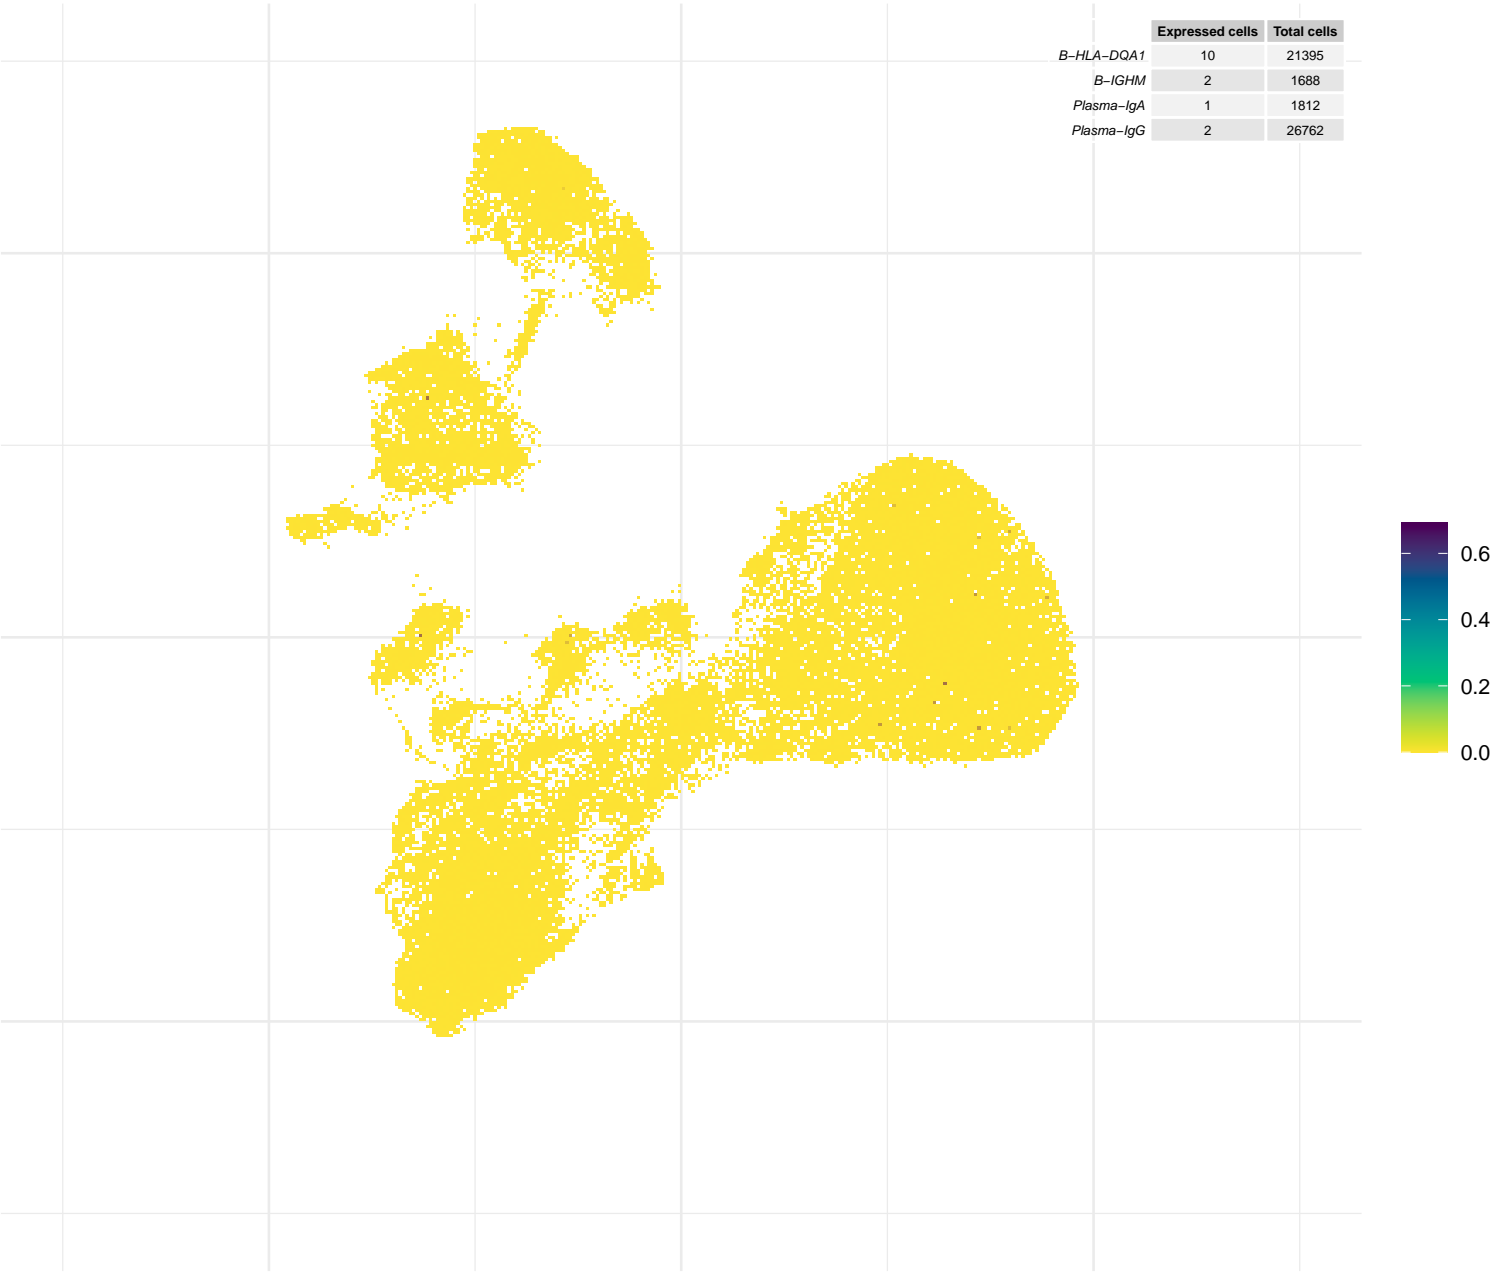 Expressed cells Total cells
B-HLA-DQA1 10 21395
B-IGHM 2 1688
Plasma-IgA 1 1812
Plasma-IgG 2 26762
0.6
0.4
0.2
0.0